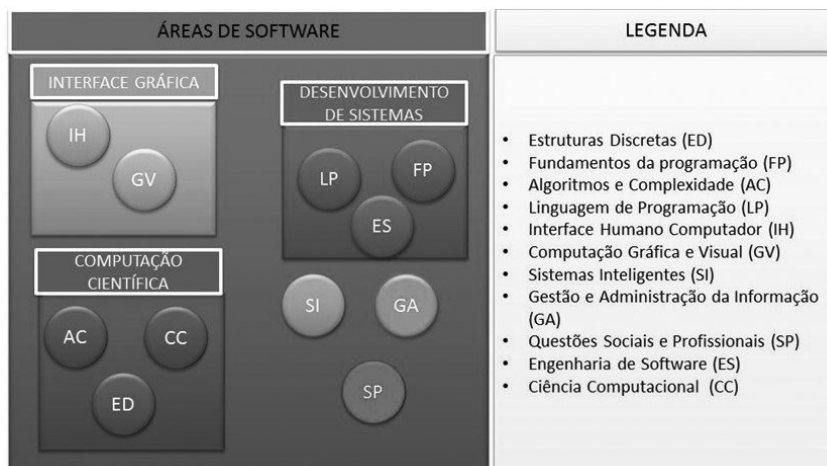 ÁREAS DE SOFTWARE
INTERFACE GRÁFICA
IH
GV
DESENVOLVIMENTO
DE SISTEMAS
LP
FP
ES
COMPUTAÇÃO
CIENTÍFICA
AC
CC
ED
SI
GA
SP
LEGENDA
• Estruturas Discretas (ED)
• Fundamentos da programação (FP)
• Algoritmos e Complexidade (AC)
• Linguagem de Programação (LP)
• Interface Humano Computador (IH)
• Computação Gráfica e Visual (GV)
• Sistemas Inteligentes (SI)
• Gestão e Administração da Informação
(GA)
• Questões Sociais e Profissionais (SP)
• Engenharia de Software (ES)
• Ciência Computacional (CC)